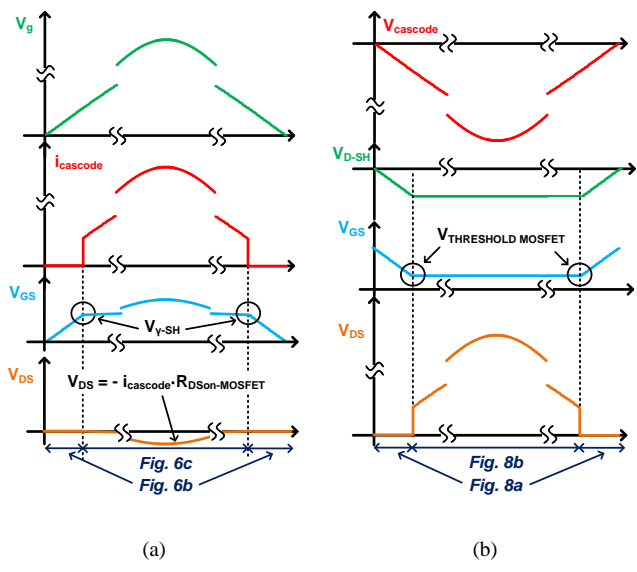 Vg
icascode
VGS
Vγ-SH
VDS
VDS = - icascode·RDSon-MOSFET
Fig. 6c
Fig. 6b
(a)
Vcascode
VD-SH
VGS
VTHRESHOLD MOSFET
VDS
Fig. 8b
Fig. 8a
(b)